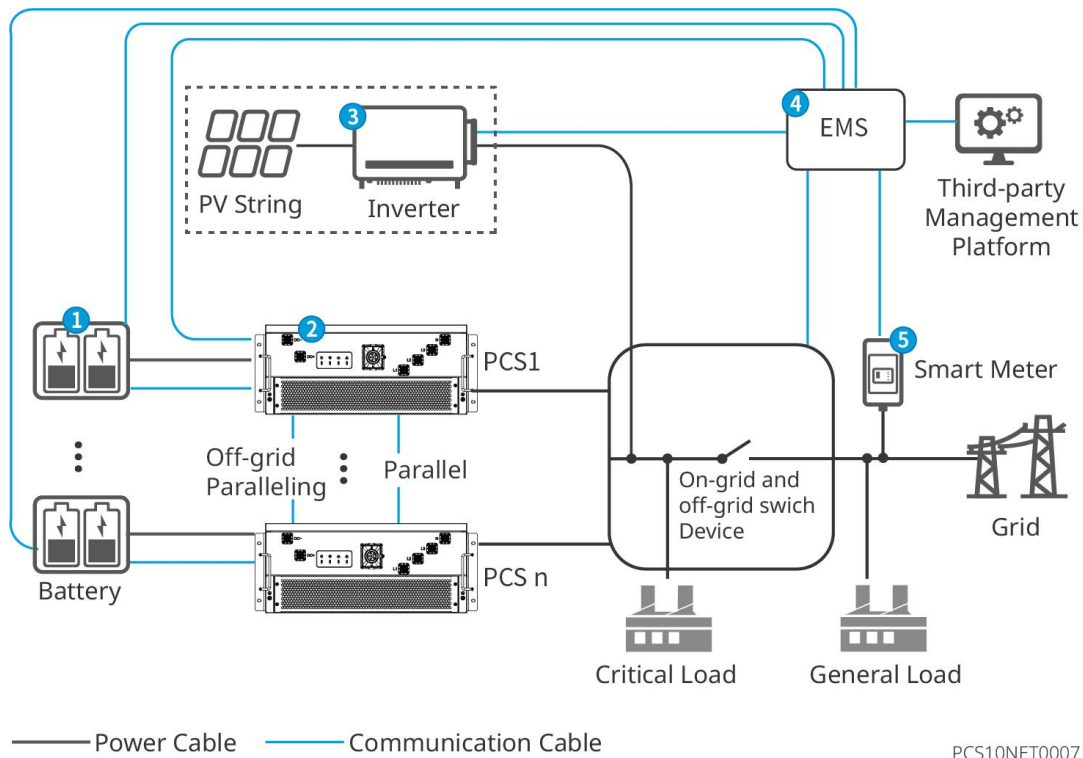 3
4
EMS
PV String
Inverter
Third-party
Management
Platform
1
2
PCS1
5
Smart Meter
Off-grid
Paralleling
Parallel
On-grid and
off-grid swich
Device
Grid
Battery
PCS n
Critical Load
General Load
Power Cable
Communication Cable
PCS10NET0007